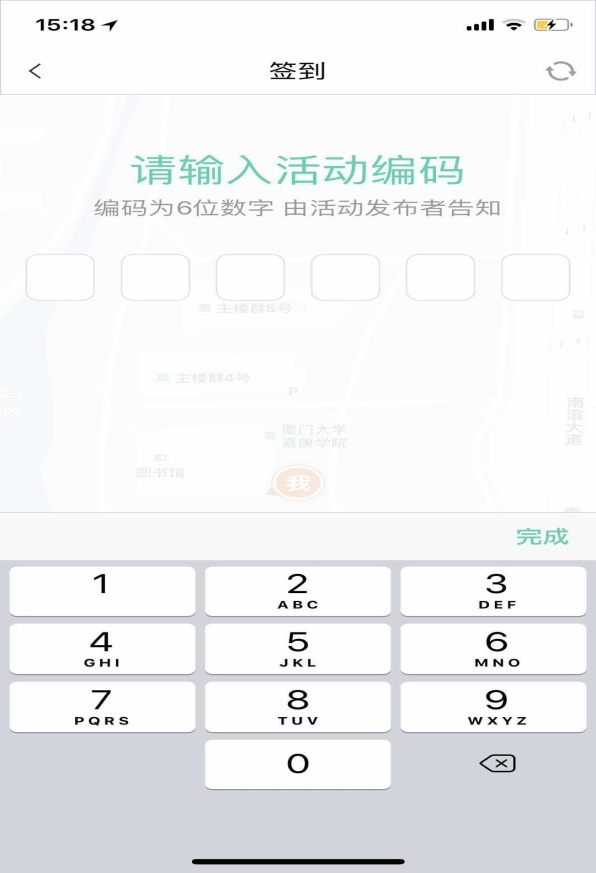 15:18
签到
请输入活动编码
编码为6位数字 由活动发布者告知
主楼群5号
主楼群4号
P
南滨大道
厦门大学
嘉庚学院
图书馆
我
完成
1
2
ABC
3
DEF
4
GHI
5
JKL
6
MNO
7
PQRS
8
TUV
9
WXYZ
0